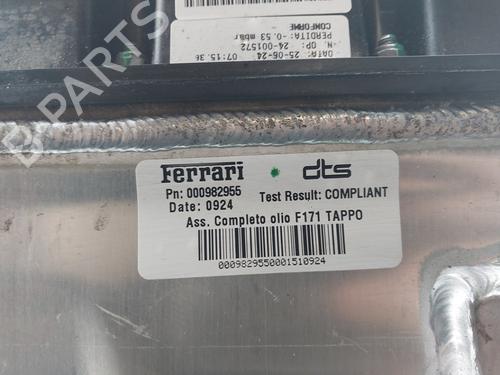 CONFORME
PERDITA: -0.53 mbar
N. OP: 24-001572
DATA: 25-06-24 07:15.36
Ferrari dts
Pn: 000982955 Test Result: COMPLIANT
Date: 0924
Ass. Completo olio F171 TAPPO
0009829550001510924
B-PARTS